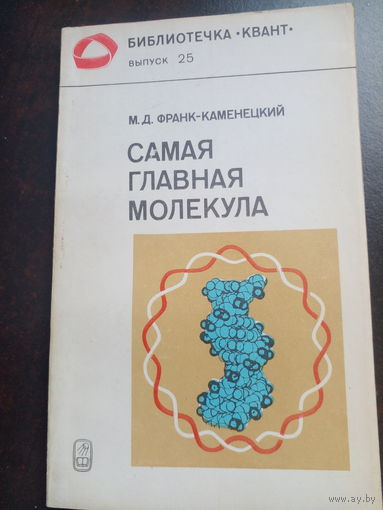 БИБЛИОТЕЧКА •КВАНТ•
ВЫПУСК 25
М. Д. ФРАНК-КАМЕНЕЦКИЙ
САМАЯ
ГЛАВНАЯ
МОЛЕКУЛА
www.ay.by